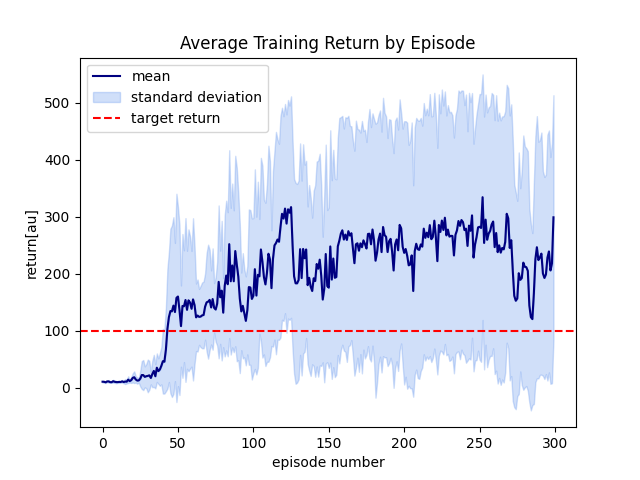 Average Training Return by Episode
mean
standard deviation
target return
500
400
300
200
100
0
return[au]
0 50 100 150 200 250 300
episode number